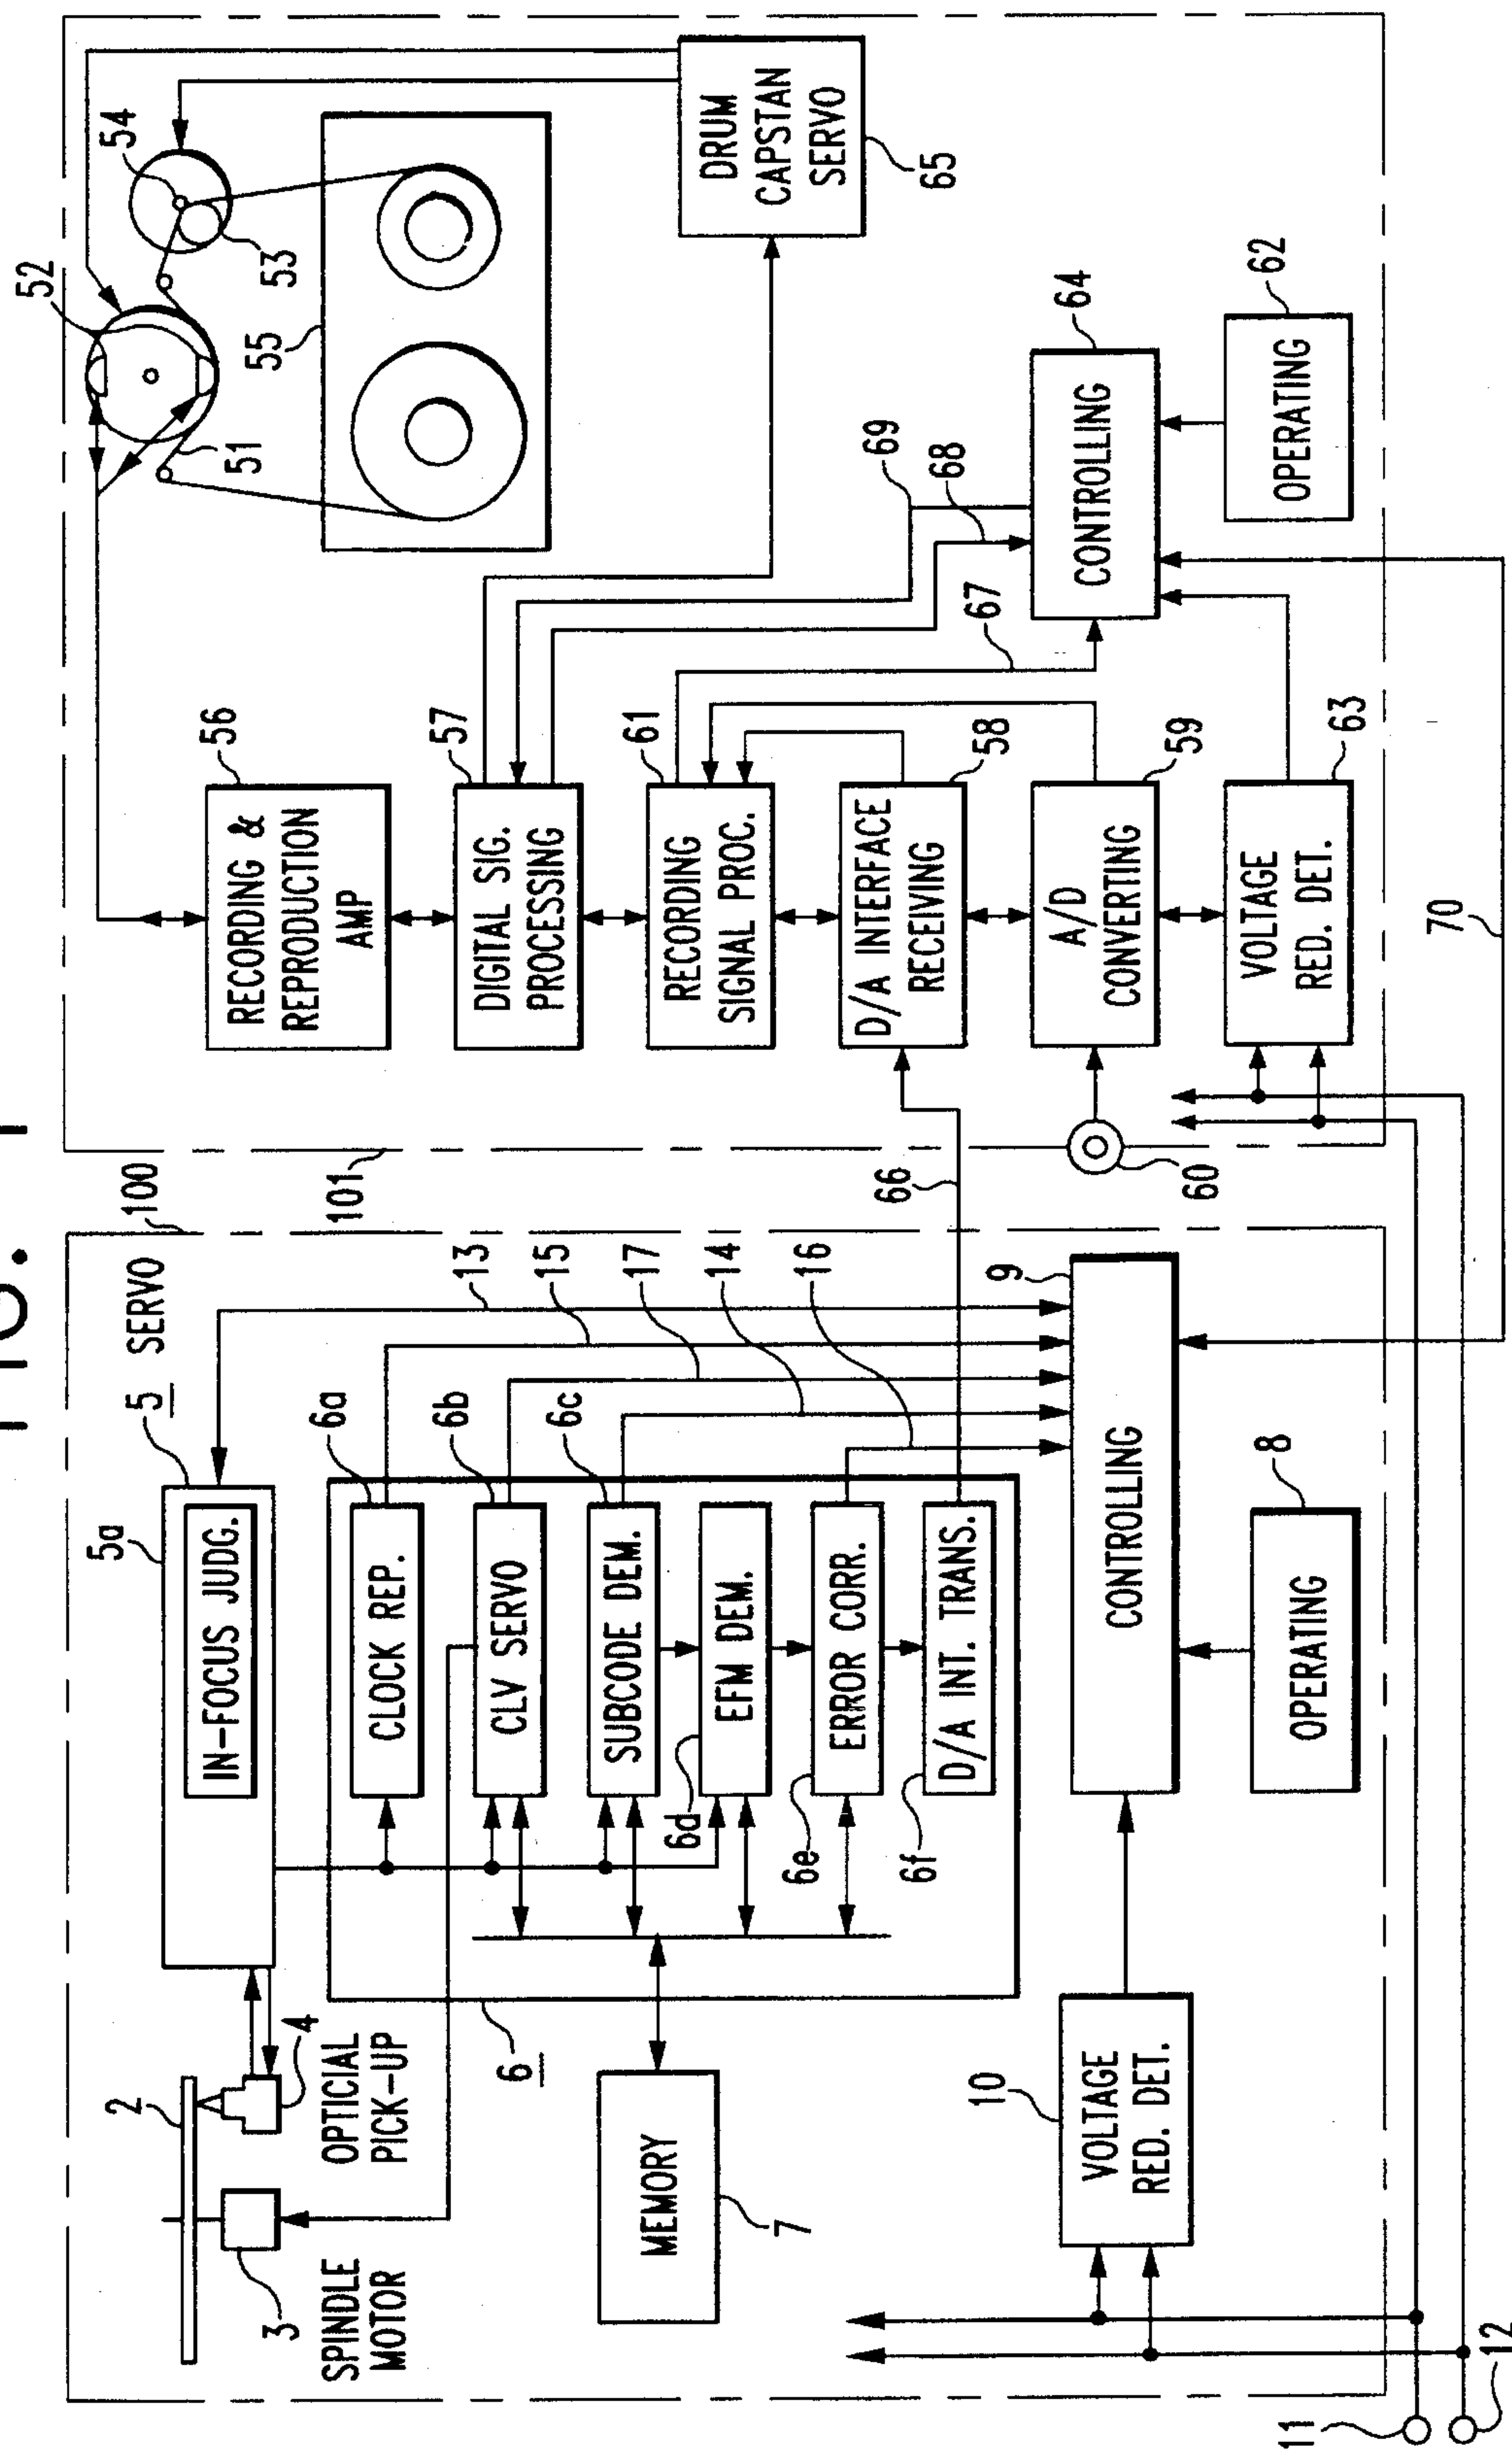 FIG. 1
100
5
SERVO
5a
IN-FOCUS JUDG.
2
4
OPTICIAL
PICK-UP
3
SPINDLE
MOTOR
6a
CLOCK REP.
6b
CLV SERVO
6c
SUBCODE DEM.
6d
EFM DEM.
6e
ERROR CORR.
6f
D/A INT. TRANS.
6
MEMORY
7
13
15
17
14
16
9
CONTROLLING
8
OPERATING
10
VOLTAGE
RED. DET.
11
12
101
52
54
53
51
55
DRUM
CAPSTAN
SERVO
65
56
RECORDING &
REPRODUCTION
AMP
57
DIGITAL SIG.
PROCESSING
61
RECORDING
SIGNAL PROC.
D/A INTERFACE
RECEIVING
58
A/D
CONVERTING
59
VOLTAGE
RED. DET.
63
66
60
67
68
69
64
CONTROLLING
62
OPERATING
70